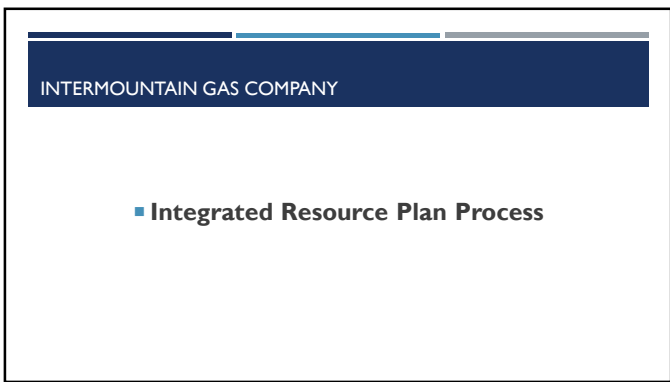 INTERMOUNTAIN GAS COMPANY
▪ Integrated Resource Plan Process